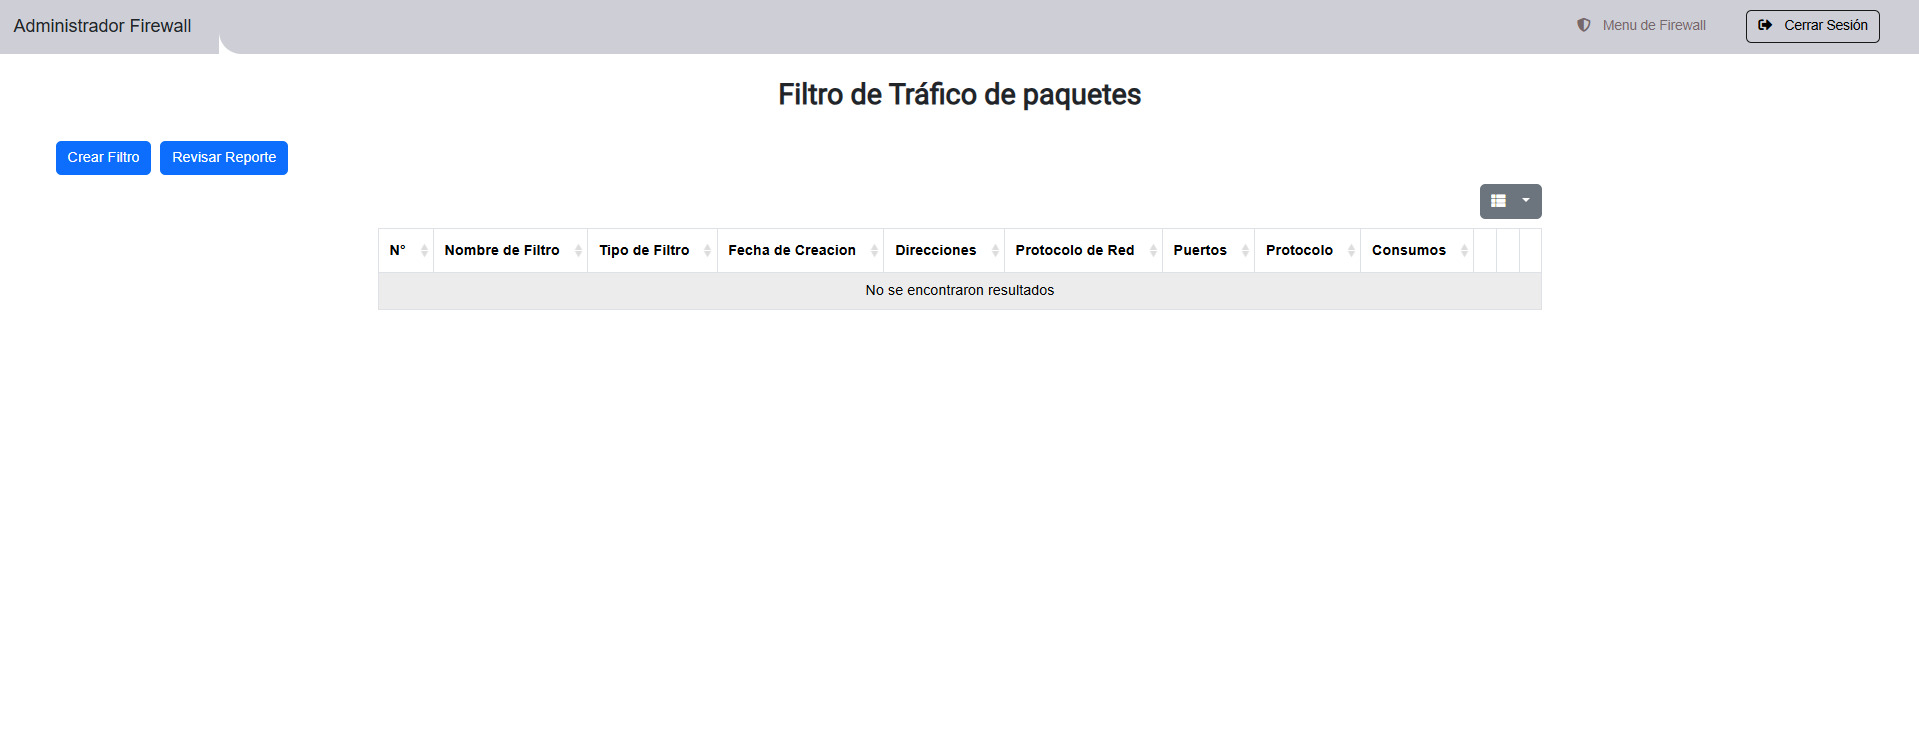 Administrador Firewall
Menu de Firewall
Cerrar Sesión
Filtro de Tráfico de paquetes
Crear Filtro Revisar Reporte
N° Nombre de Filtro Tipo de Filtro Fecha de Creacion Direcciones Protocolo de Red Puertos Protocolo Consumos
No se encontraron resultados